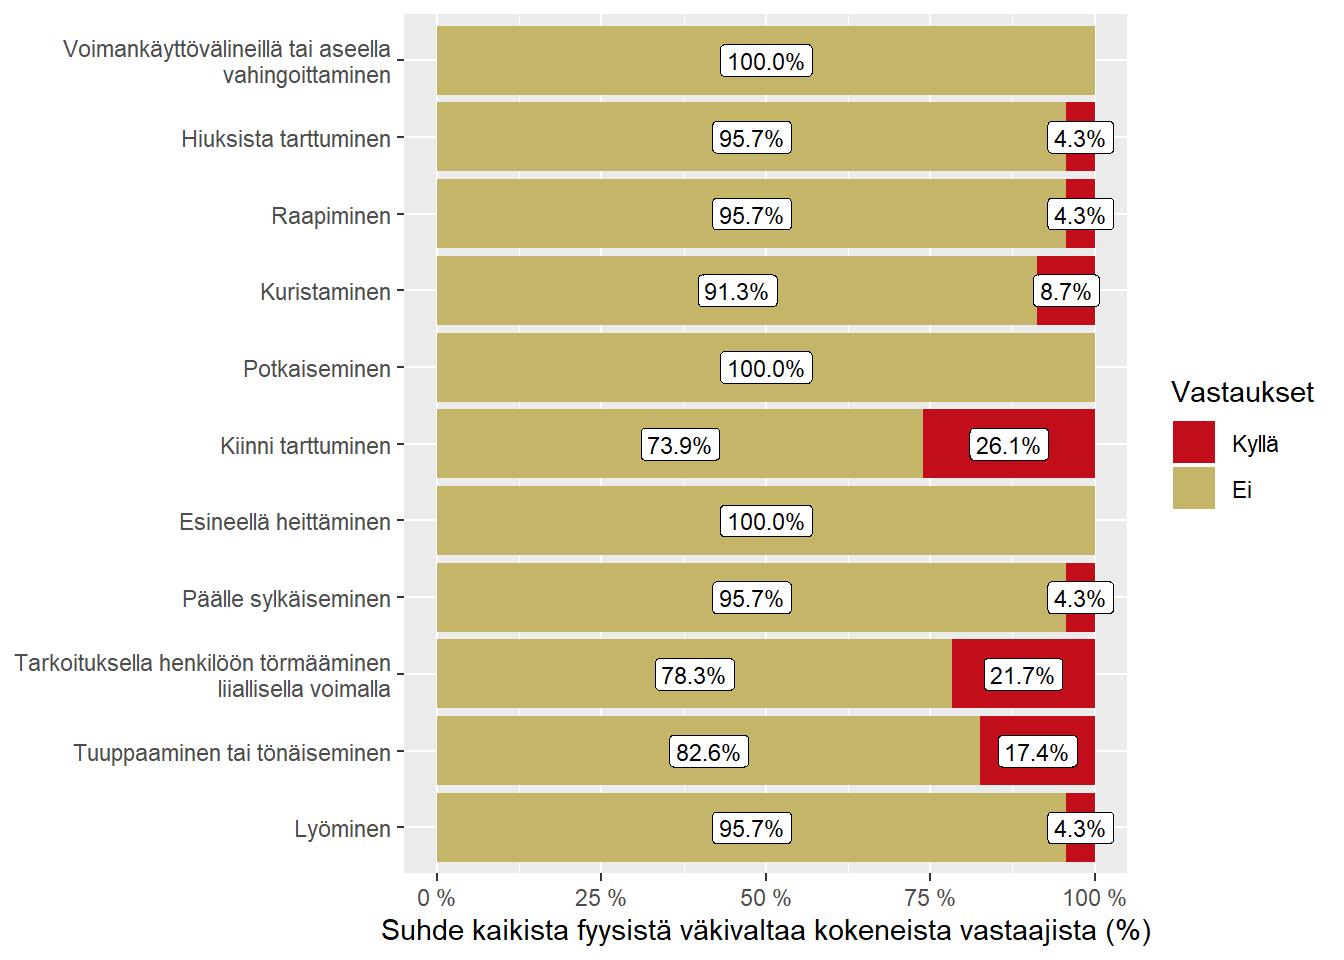 Voimankäyttövälineillä tai aseella
vahingoittaminen
100.0%
Hiuksista tarttuminen
95.7%
4.3%
Raapiminen
95.7%
4.3%
Kuristaminen
91.3%
8.7%
Potkaiseminen
100.0%
Kiinni tarttuminen
73.9%
26.1%
Esineellä heittäminen
100.0%
Päälle sylkäiseminen
95.7%
4.3%
Tarkoituksella henkilöön törmääminen
liiallisella voimalla
78.3%
21.7%
Tuuppaaminen tai tönäiseminen
82.6%
17.4%
Lyöminen
95.7%
4.3%
0 %
25 %
50 %
75 %
100 %
Suhde kaikista fyysistä väkivaltaa kokeneista vastaajista (%)
Vastaukset
Kyllä
Ei